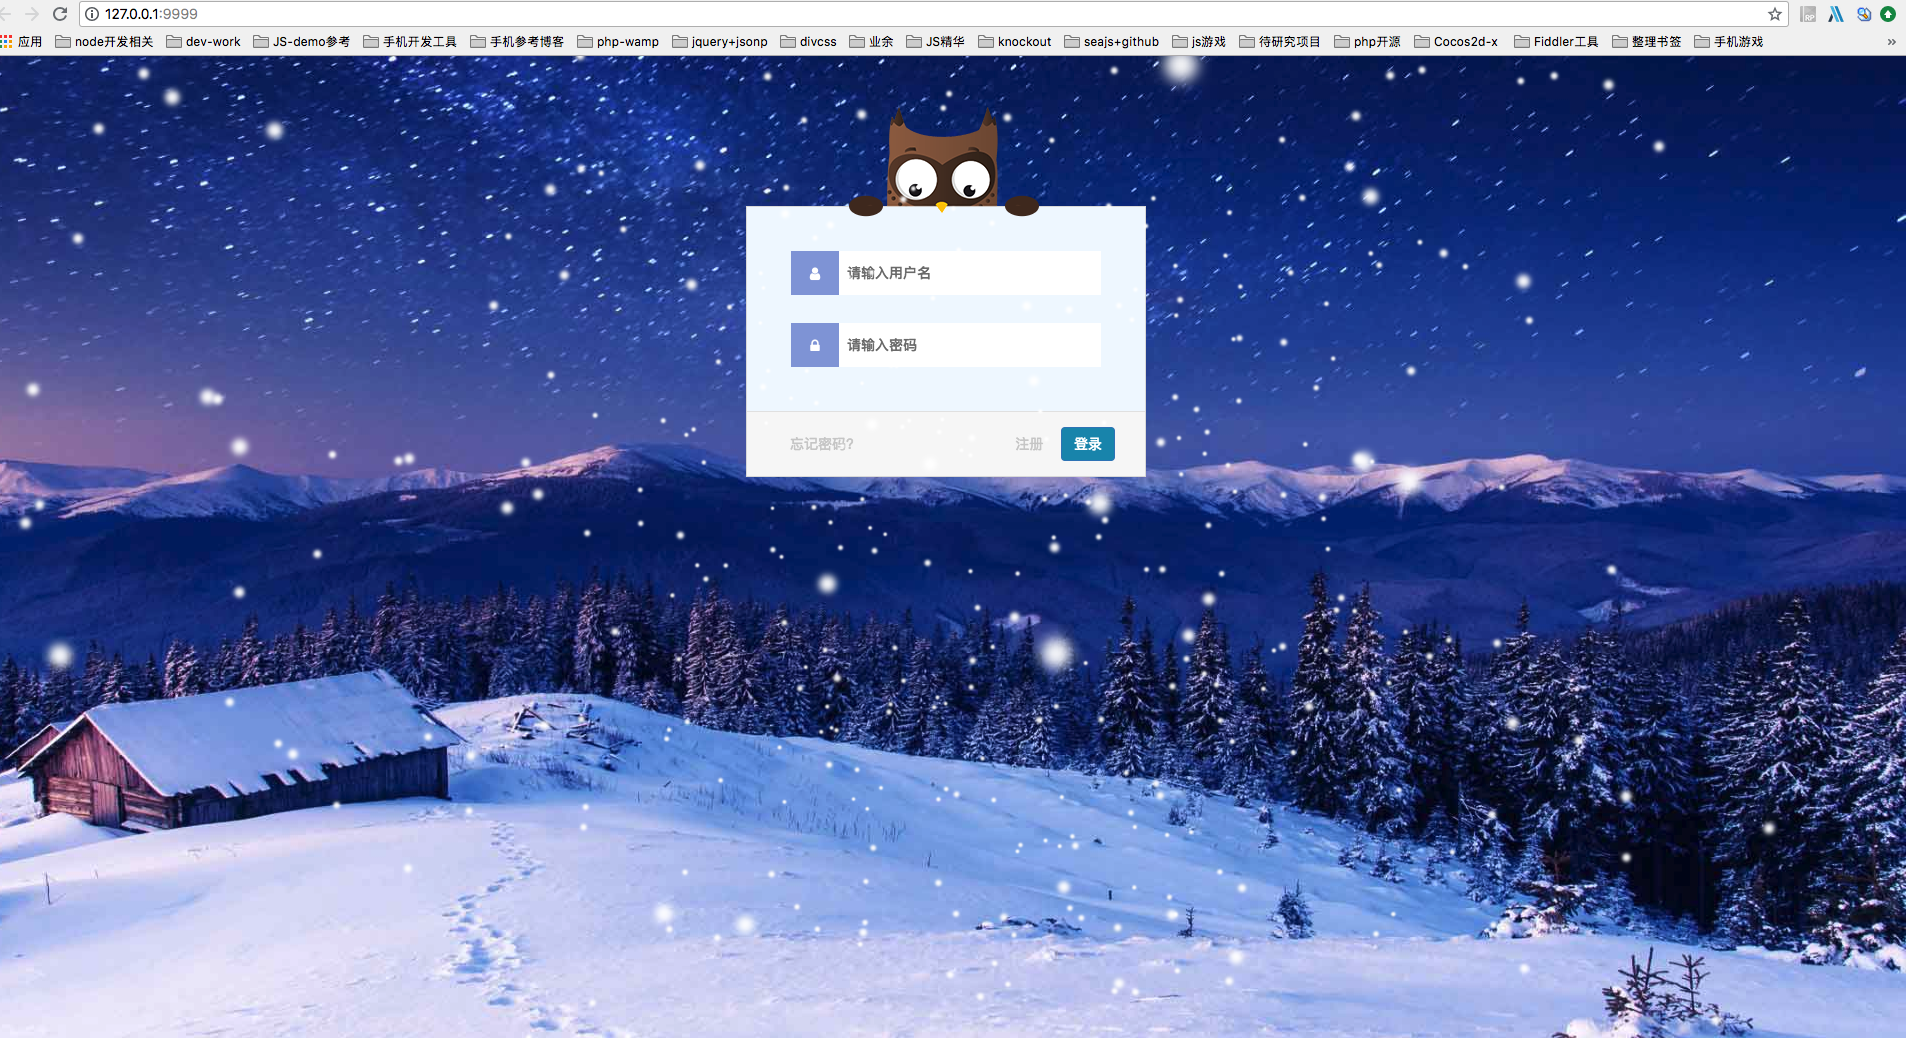 127.0.0.1:9999
应用 node开发相关 dev-work JS-demo参考 手机开发工具 手机参考博客 php-wamp jquery+jsonp divcss 业余 JS精华 knockout seajs+github js游戏 待研究项目 php开源 Cocos2d-x Fiddler工具 整理书签 手机游戏 »
请输入用户名
请输入密码
忘记密码? 注册 登录